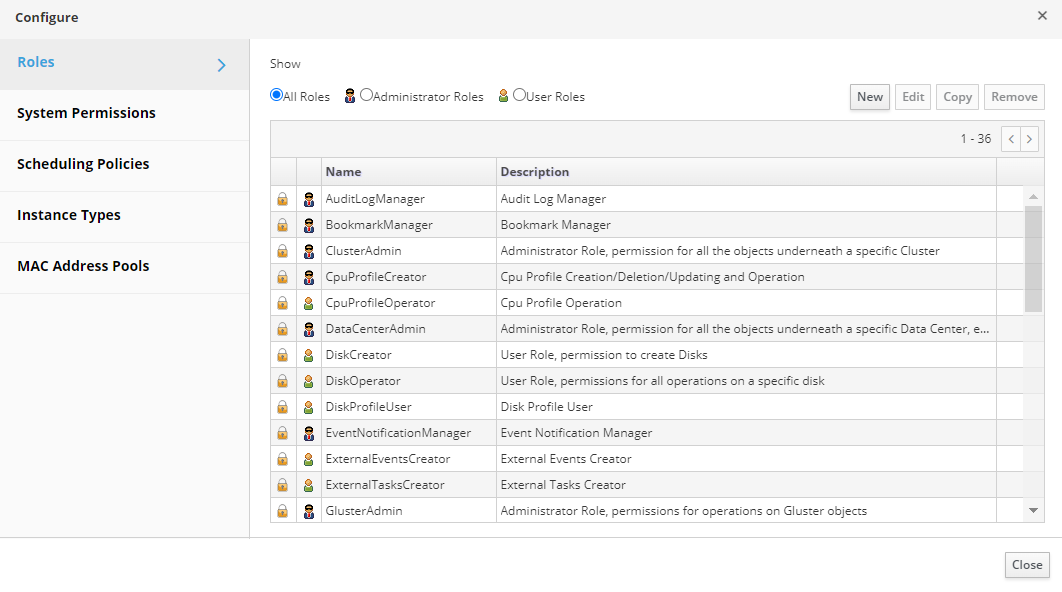 Configure
Roles
System Permissions
Scheduling Policies
Instance Types
MAC Address Pools
Show
All Roles Administrator Roles User Roles
New Edit Copy Remove
1 - 36
Name Description
AuditLogManager Audit Log Manager
BookmarkManager Bookmark Manager
ClusterAdmin Administrator Role, permission for all the objects underneath a specific Cluster
CpuProfileCreator Cpu Profile Creation/Deletion/Updating and Operation
CpuProfileOperator Cpu Profile Operation
DataCenterAdmin Administrator Role, permission for all the objects underneath a specific Data Center, e...
DiskCreator User Role, permission to create Disks
DiskOperator User Role, permissions for all operations on a specific disk
DiskProfileUser Disk Profile User
EventNotificationManager Event Notification Manager
ExternalEventsCreator External Events Creator
ExternalTasksCreator External Tasks Creator
GlusterAdmin Administrator Role, permissions for operations on Gluster objects
Close